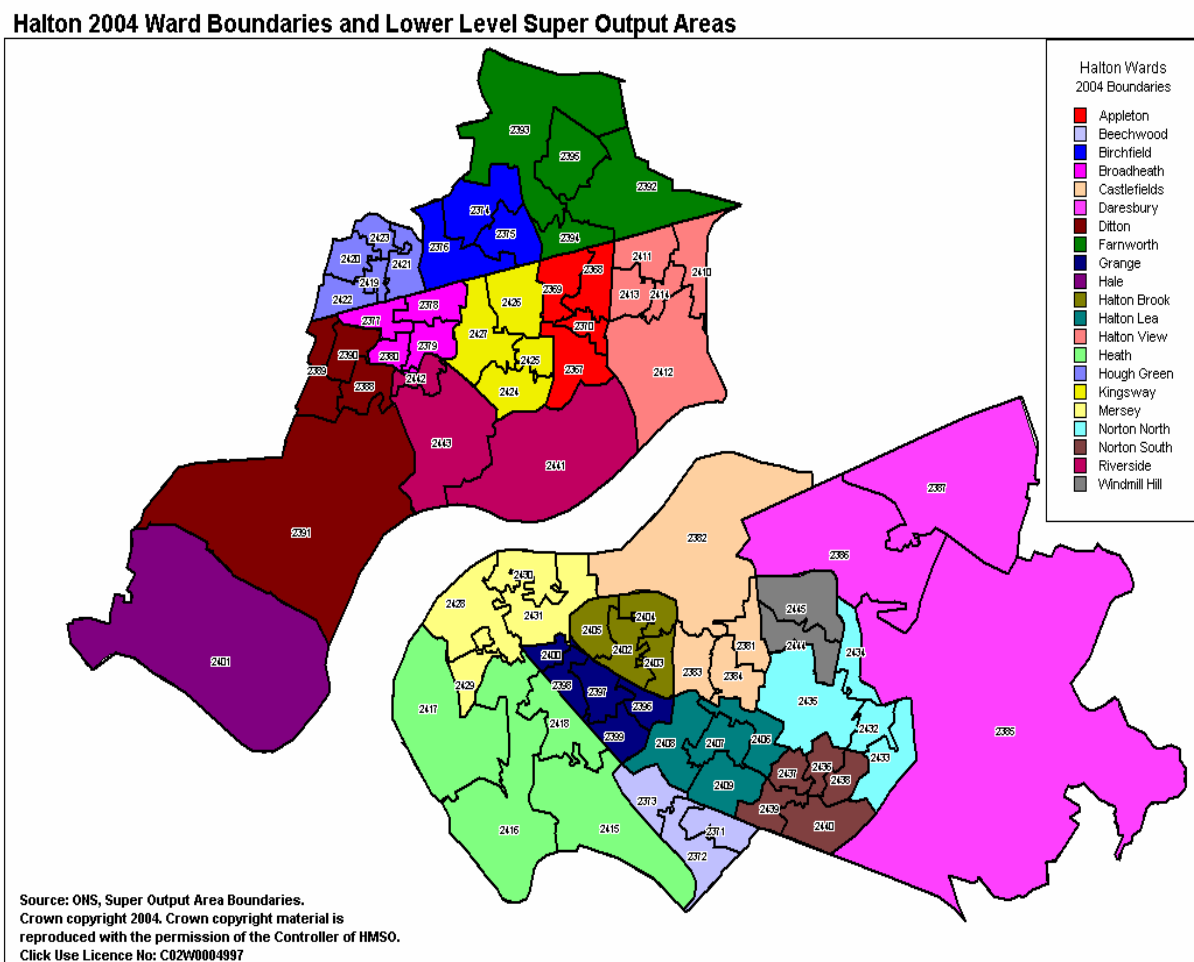 Halton 2004 Ward Boundaries and Lower Level Super Output Areas
Halton Wards
2004 Boundaries
Appleton
Beechwood
Birchfield
Broadheath
Castlefields
Daresbury
Ditton
Farnworth
Grange
Hale
Halton Brook
Halton Lea
Halton View
Heath
Hough Green
Kingsway
Mersey
Norton North
Norton South
Riverside
Windmill Hill
2393
2395
2392
2374
2375
2376
2394
2423
2420
2421
2419
2422
2411
2410
2368
2369
2413
2414
2378
2377
2426
2427
2370
2390
2380
2379
2425
2389
2442
2367
2412
2388
2424
2443
2441
2391
2387
2382
2386
2401
2430
2428
2431
2445
2404
2405
2402
2403
2381
2444
2434
2400
2383
2384
2429
2398
2397
2396
2435
2417
2418
2399
2408
2407
2406
2432
2433
2385
2437
2436
2438
2409
2373
2439
2440
2416
2415
2371
2372
Source: ONS, Super Output Area Boundaries.
Crown copyright 2004. Crown copyright material is
reproduced with the permission of the Controller of HMSO.
Click Use Licence No: C02W0004997